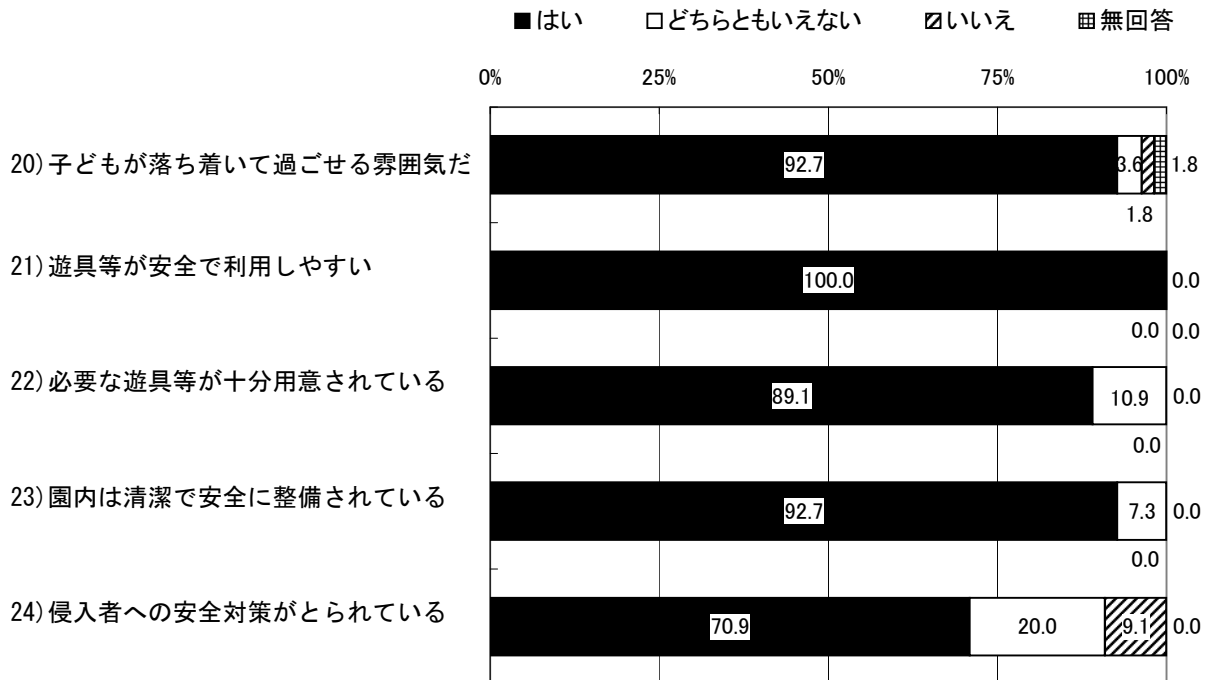 ■はい □どちらともいえない ▨いいえ ▦無回答
0% 25% 50% 75% 100%
20)子どもが落ち着いて過ごせる雰囲気だ 92.7 3.6 1.8
1.8
21)遊具等が安全で利用しやすい 100.0 0.0
0.0 0.0
22)必要な遊具等が十分用意されている 89.1 10.9 0.0
0.0
23)園内は清潔で安全に整備されている 92.7 7.3 0.0
0.0
24)侵入者への安全対策がとられている 70.9 20.0 9.1 0.0